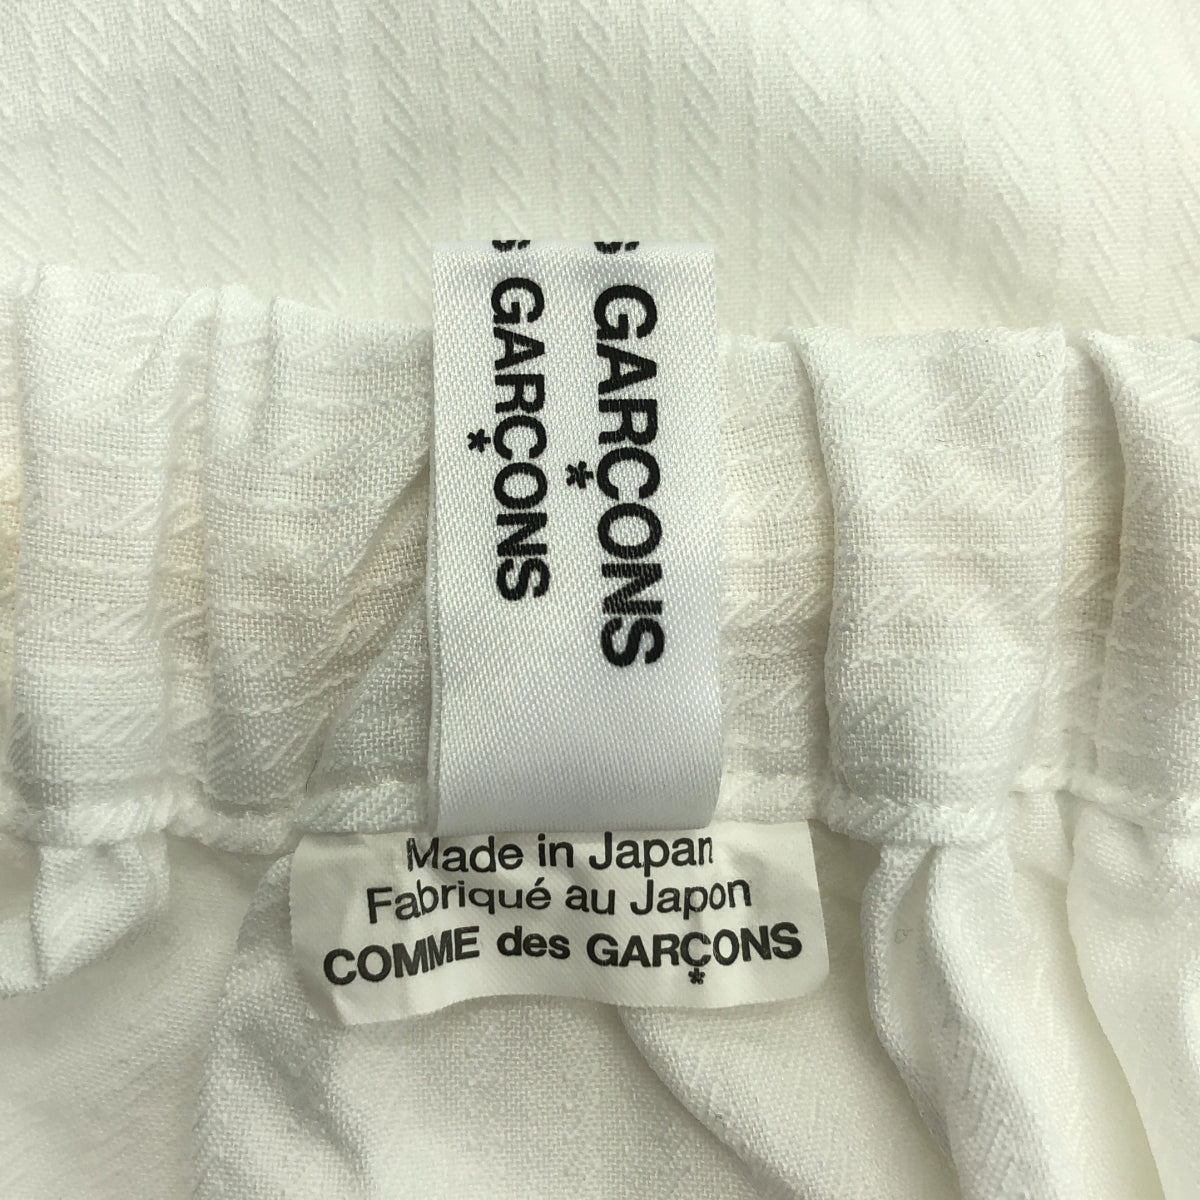 S GARÇONS
S GARÇONS
Made in Japan
Fabriqué au Japon
COMME des GARÇONS